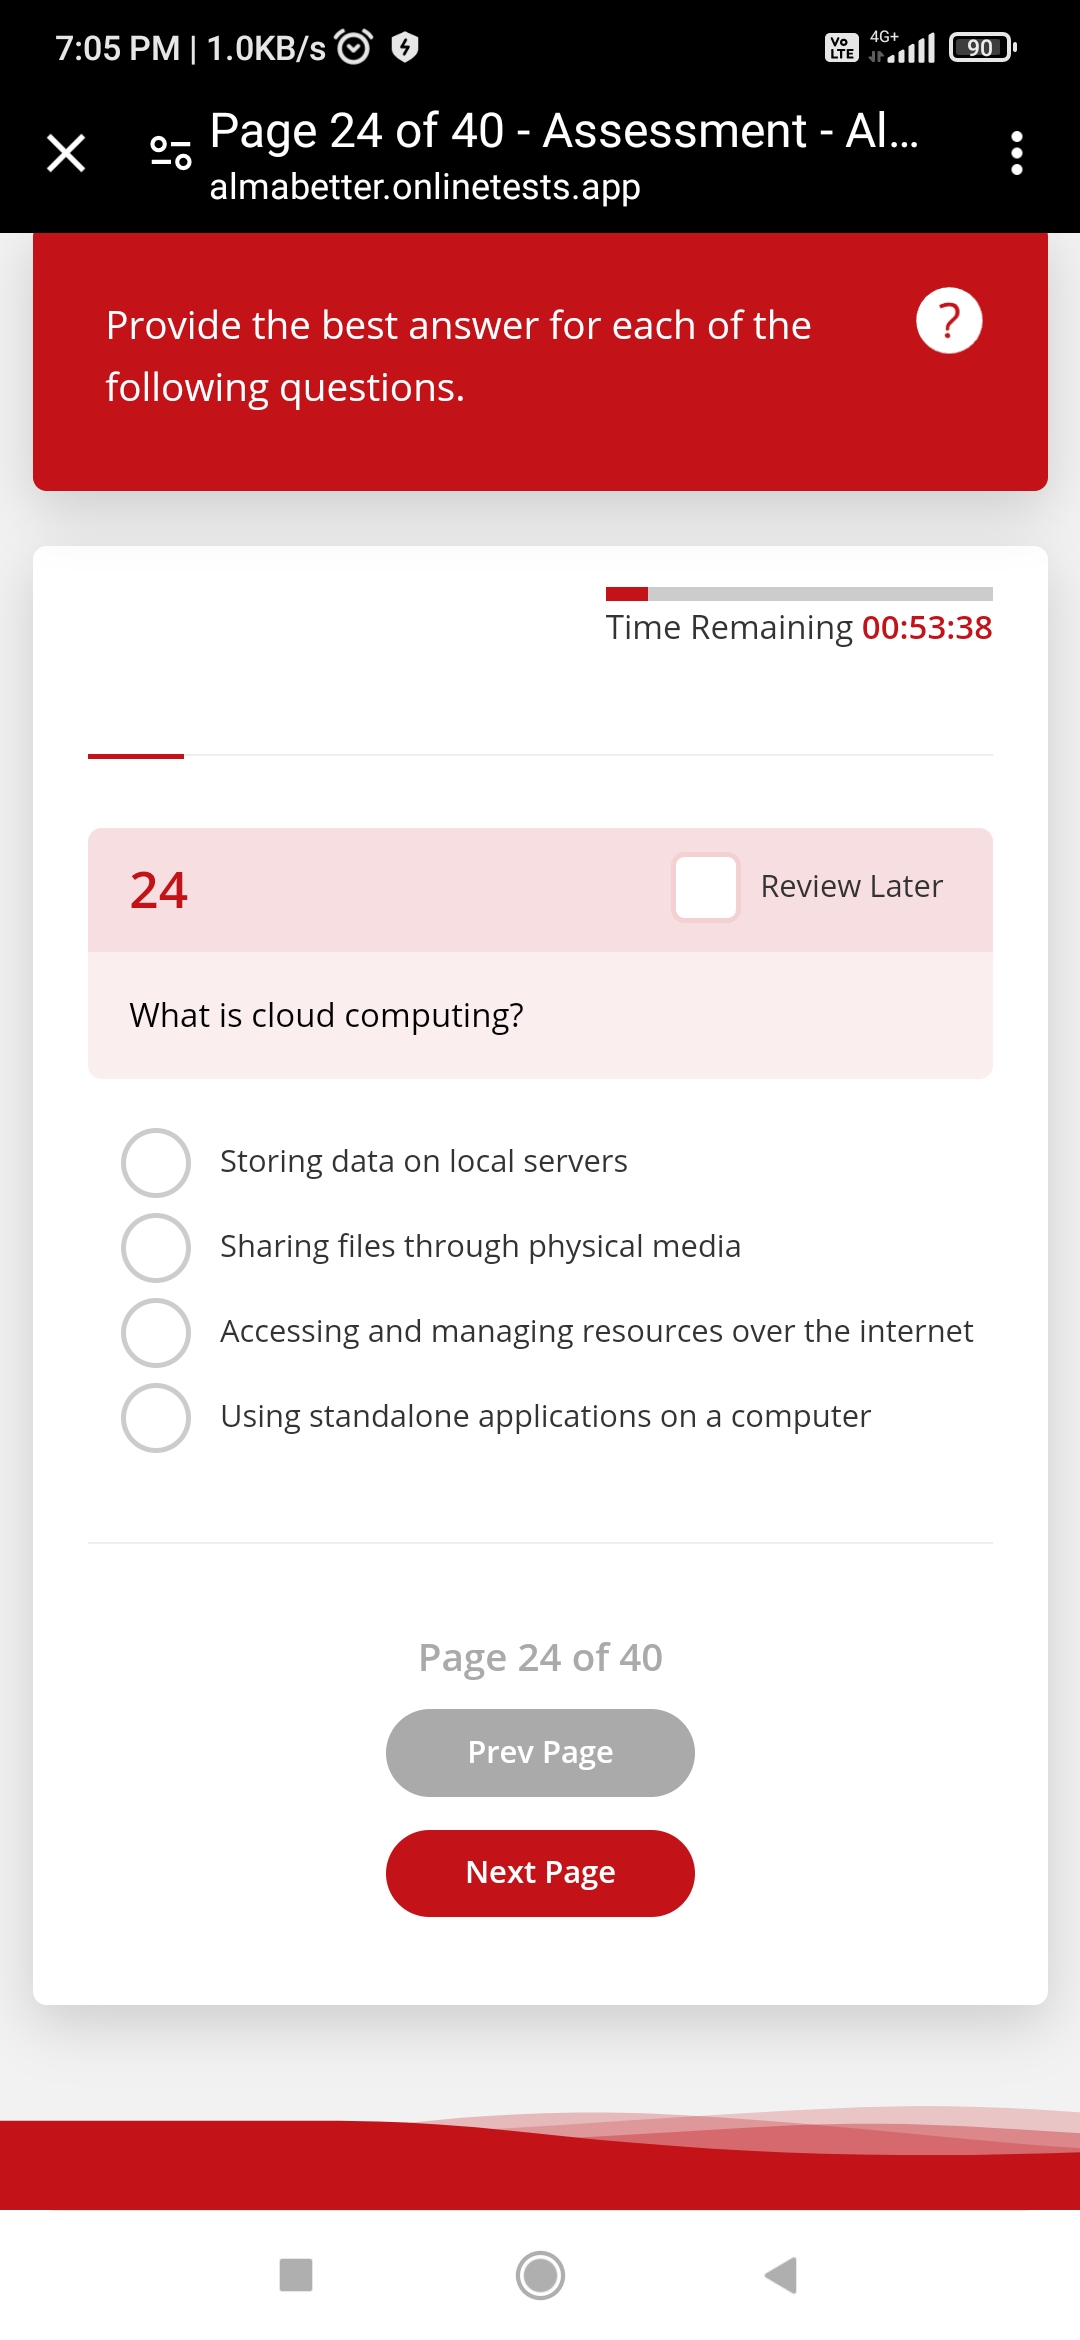 7:05 PM | 1.0KB/s
Vo LTE 4G+ 90
Page 24 of 40 - Assessment - Al...
almabetter.onlinetests.app
Provide the best answer for each of the
following questions.
?
Time Remaining 00:53:38
24
Review Later
What is cloud computing?
Storing data on local servers
Sharing files through physical media
Accessing and managing resources over the internet
Using standalone applications on a computer
Page 24 of 40
Prev Page
Next Page